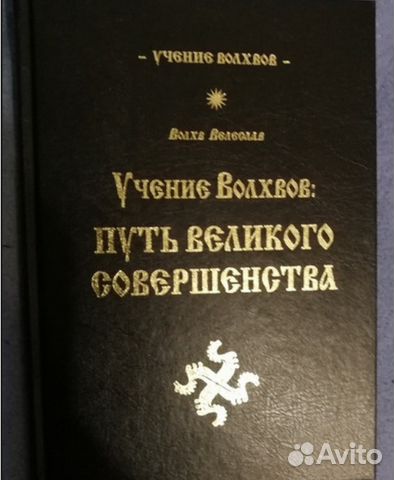 - Учение Волхвов -
Волхв Велеслав
Учение Волхвов:
Путь Великого
Совершенства
Avito